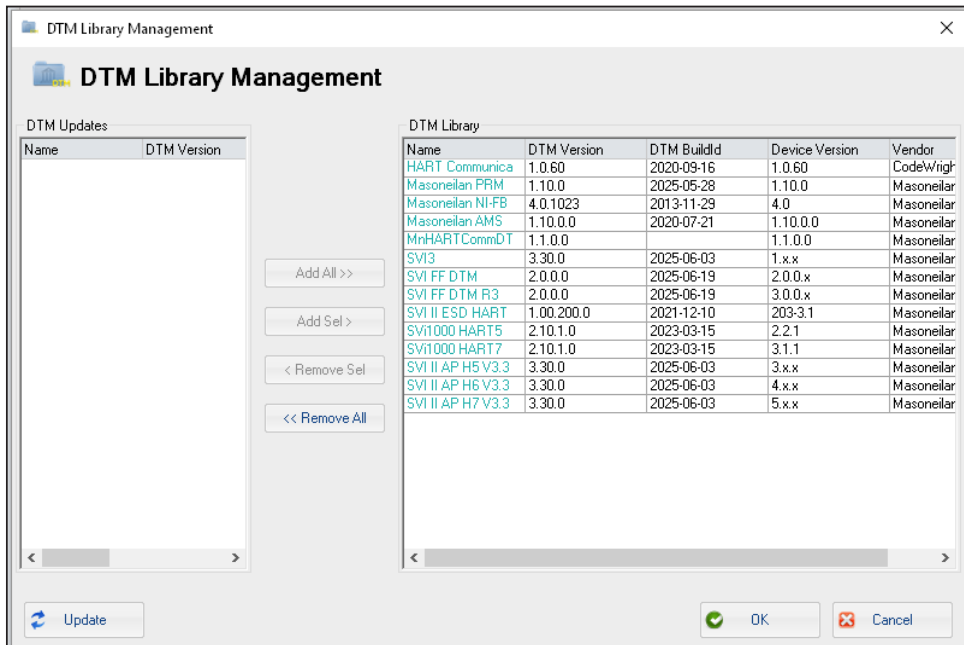 DTM Library Management
DTM Library Management
DTM Updates
Name DTM Version
Add All >>
Add Sel >
< Remove Sel
<< Remove All
DTM Library
Name DTM Version DTM BuildId Device Version Vendor
HART Communica 1.0.60 2020-09-16 1.0.60 CodeWrigh
Masoneilan PRM 1.10.0 2025-05-28 1.10.0 Masoneilar
Masoneilan NI-FB 4.0.1023 2013-11-29 4.0 Masoneilar
Masoneilan AMS 1.10.0.0 2020-07-21 1.10.0.0 Masoneilar
MnHARTCommDT 1.1.0.0 1.1.0.0 Masoneilar
SVI3 3.30.0 2025-06-03 1.x.x Masoneilar
SVI FF DTM 2.0.0.0 2025-06-19 2.0.0.x Masoneilar
SVI FF DTM R3 2.0.0.0 2025-06-19 3.0.0.x Masoneilar
SVI II ESD HART 1.00.200.0 2021-12-10 203-3.1 Masoneilar
SVi1000 HART5 2.10.1.0 2023-03-15 2.2.1 Masoneilar
SVi1000 HART7 2.10.1.0 2023-03-15 3.1.1 Masoneilar
SVI II AP H5 V3.3 3.30.0 2025-06-03 3.x.x Masoneilar
SVI II AP H6 V3.3 3.30.0 2025-06-03 4.x.x Masoneilar
SVI II AP H7 V3.3 3.30.0 2025-06-03 5.x.x Masoneilar
Update
OK
Cancel